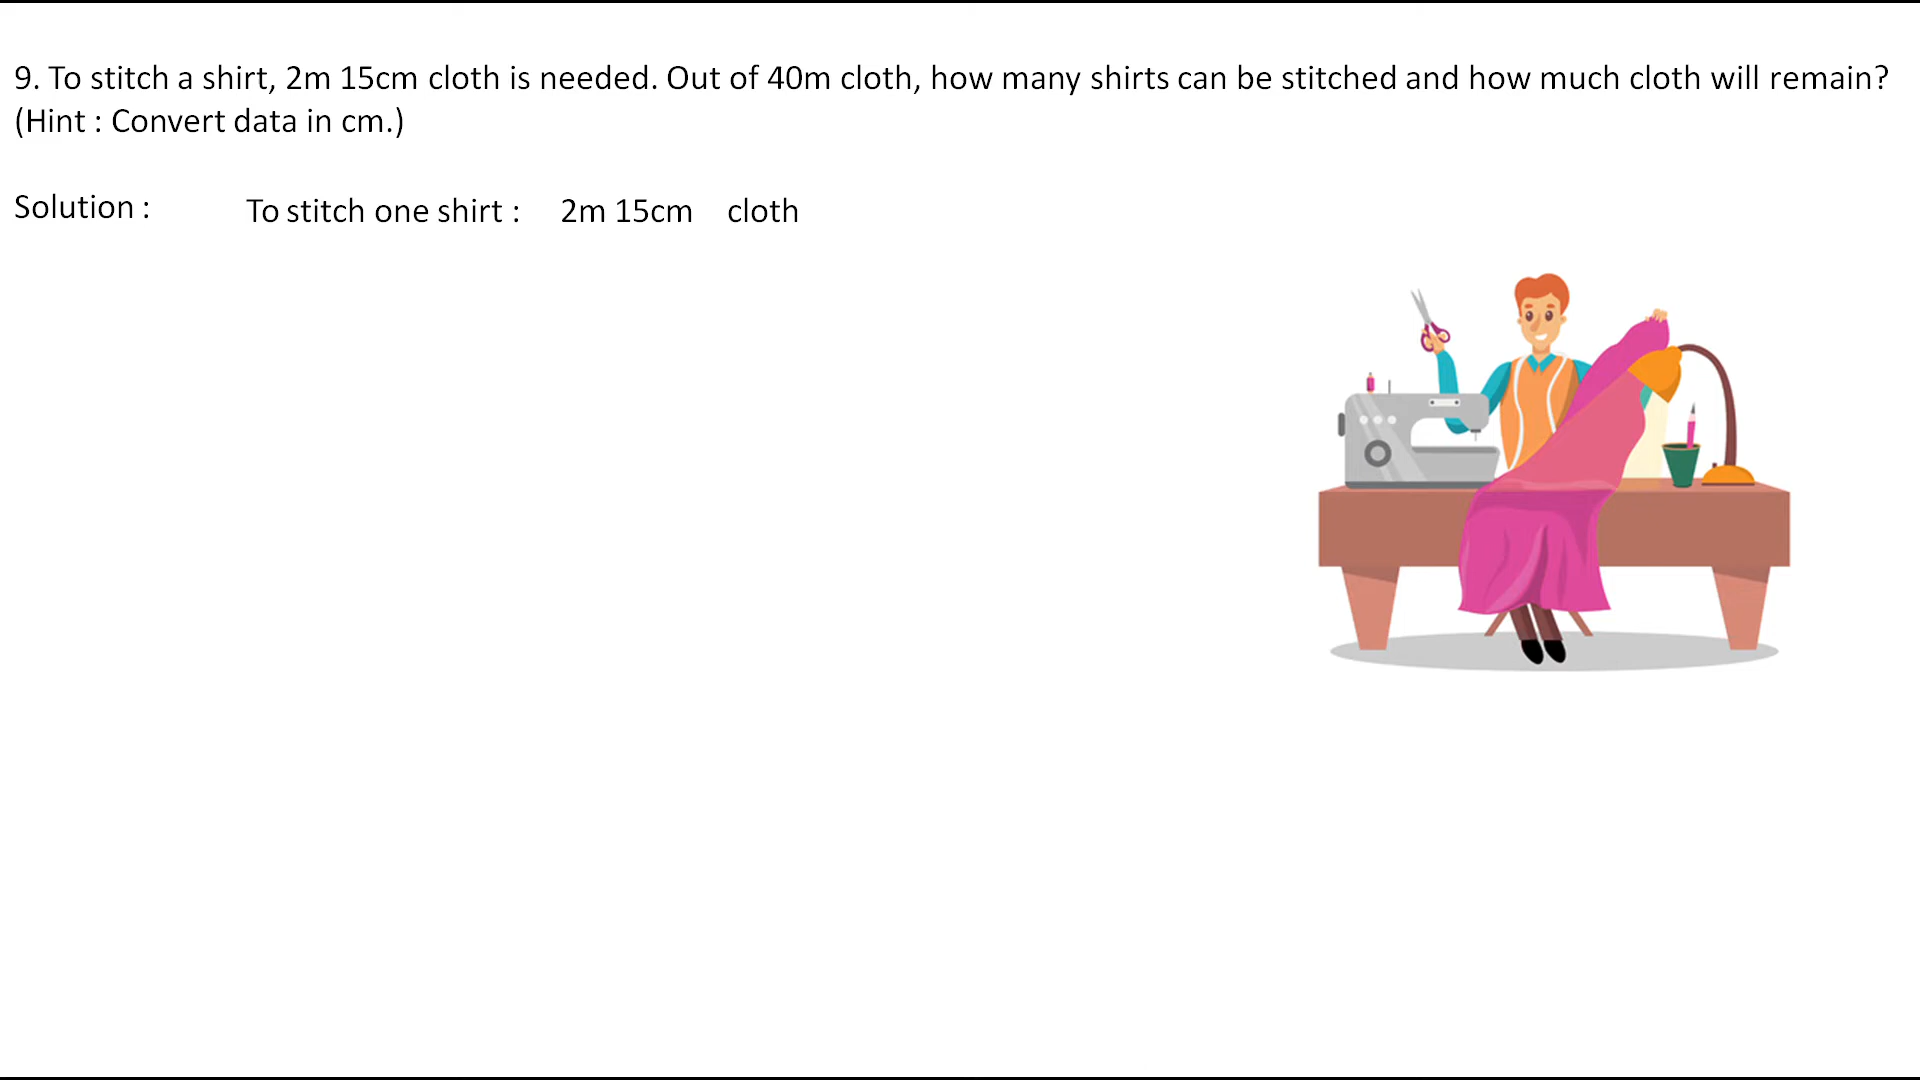 9. To stitch a shirt, 2m 15cm cloth is needed. Out of 40m cloth, how many shirts can be stitched and how much cloth will remain?
(Hint : Convert data in cm.)
Solution : To stitch one shirt : 2m 15cm cloth